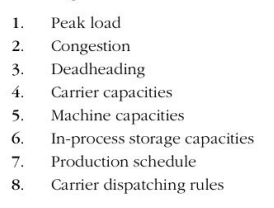 1. Peak load
2. Congestion
3. Deadheading
4. Carrier capacities
5. Machine capacities
6. In-process storage capacities
7. Production schedule
8. Carrier dispatching rules